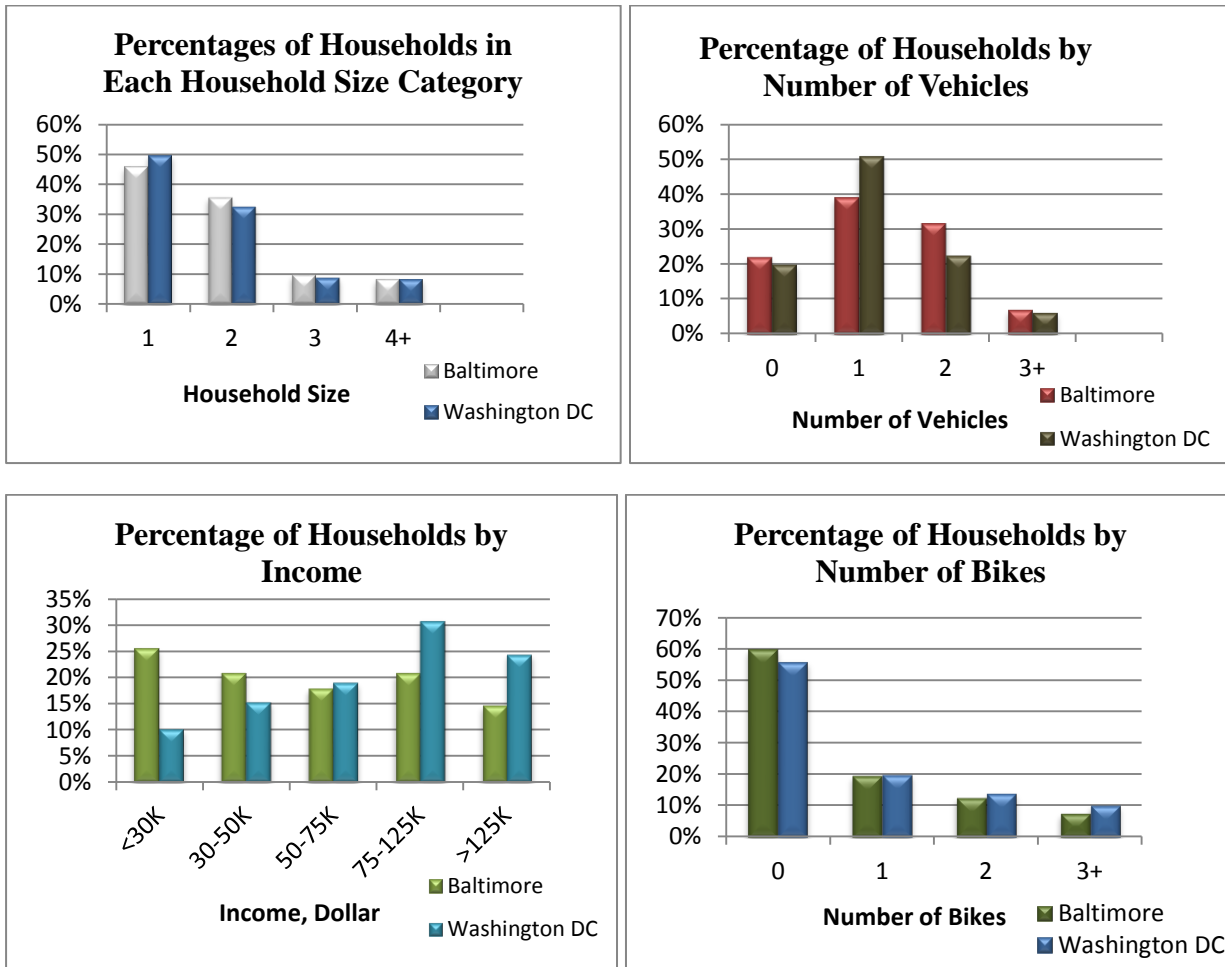 Percentages of Households in
Each Household Size Category
60%
50%
40%
30%
20%
10%
0%
1 2 3 4+
Household Size
Baltimore
Washington DC
Percentage of Households by
Number of Vehicles
60%
50%
40%
30%
20%
10%
0%
0 1 2 3+
Number of Vehicles
Baltimore
Washington DC
Percentage of Households by
Income
35%
30%
25%
20%
15%
10%
5%
0%
<30K 30-50K 50-75K 75-125K >125K
Income, Dollar
Baltimore
Washington DC
Percentage of Households by
Number of Bikes
70%
60%
50%
40%
30%
20%
10%
0%
0 1 2 3+
Number of Bikes
Baltimore
Washington DC